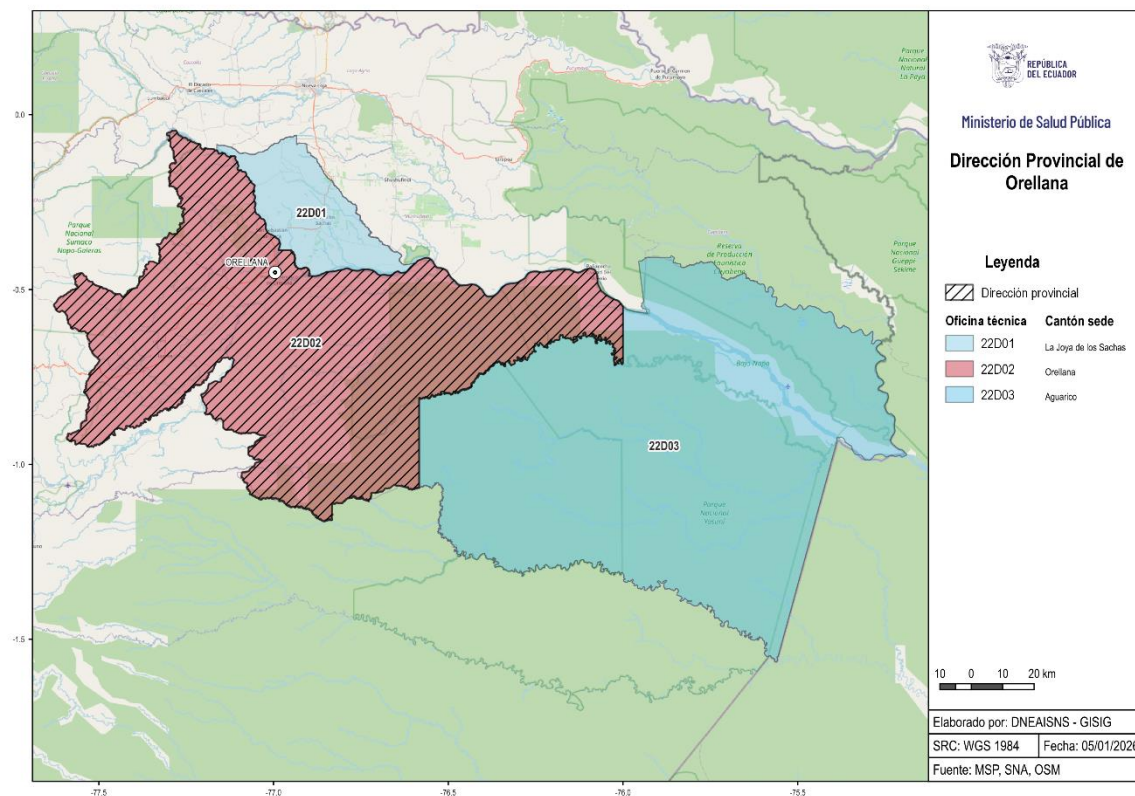 REPÚBLICA
DEL ECUADOR
Ministerio de Salud Pública
Dirección Provincial de
Orellana
Leyenda
Dirección provincial
Oficina técnica Cantón sede
22D01 La Joya de los Sachas
22D02 Orellana
22D03 Aguarico
10 0 10 20 km
Elaborado por: DNEAISNS - GISIG
SRC: WGS 1984 Fecha: 05/01/2026
Fuente: MSP, SNA, OSM
0.0
-0.5
-1.0
-1.5
-77.5
-77.0
-76.5
-76.0
-75.5
Parque
Nacional
Natural
La Paya
22D01
Sachas
Parque
Nacional
Sumaco
Napo-Galeras
ORELLANA
Reserva
de Producción
Parque
Nacional
Güeppí
Sekime
22D02
22D03
Bajo Napo
Parque
Nacional
Yasuní